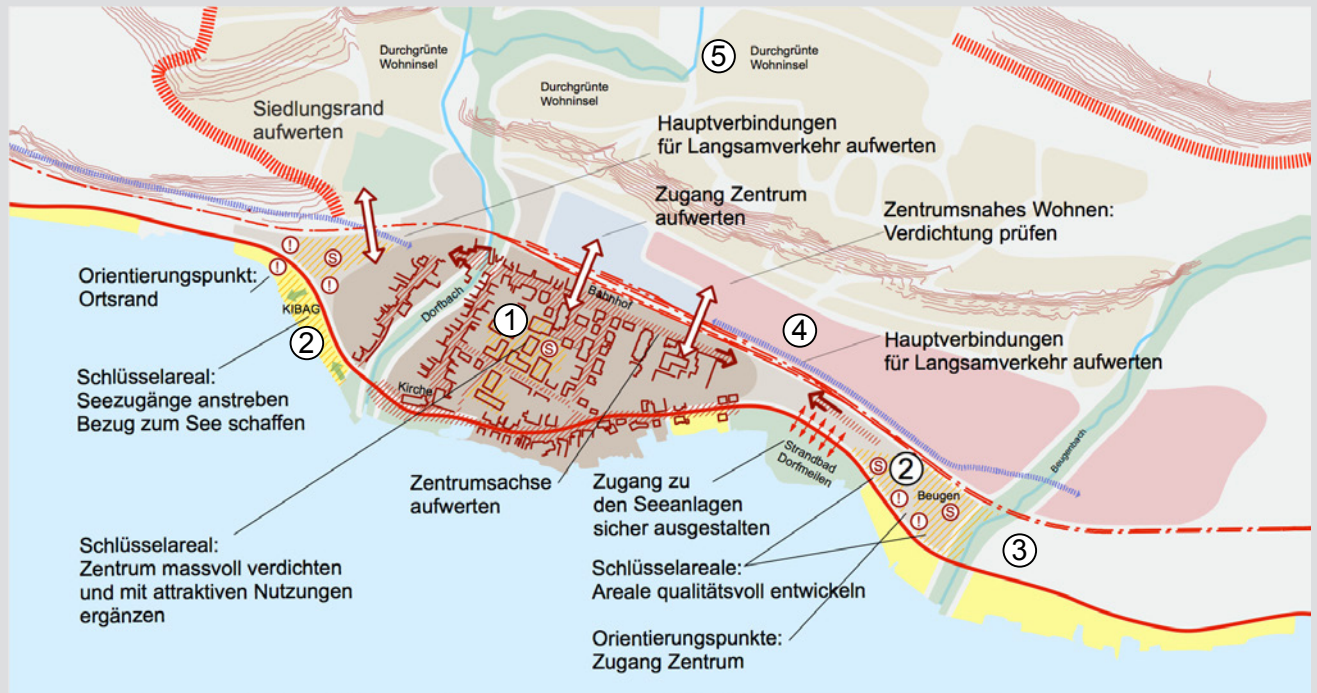 Durchgrünte
Wohninsel
⑤
Durchgrünte
Wohninsel
Durchgrünte
Wohninsel
Siedlungsrand
aufwerten
Hauptverbindungen
für Langsamverkehr aufwerten
Zugang Zentrum
aufwerten
Zentrumsnahes Wohnen:
Verdichtung prüfen
!
S
!
!
Orientierungspunkt:
Ortsrand
KIBAG
②
Dorfbach
Bahnhof
①
S
④
Hauptverbindungen
für Langsamverkehr aufwerten
Schlüsselareal:
Seezugänge anstreben
Bezug zum See schaffen
Kirche
Strandbad
Dorfmeilen
Beugenbach
S
②
Beugen
!
S
!
③
Zentrumsachse
aufwerten
Zugang zu
den Seeanlagen
sicher ausgestalten
Schlüsselareal:
Zentrum massvoll verdichten
und mit attraktiven Nutzungen
ergänzen
Schlüsselareale:
Areale qualitätsvoll entwickeln
Orientierungspunkte:
Zugang Zentrum